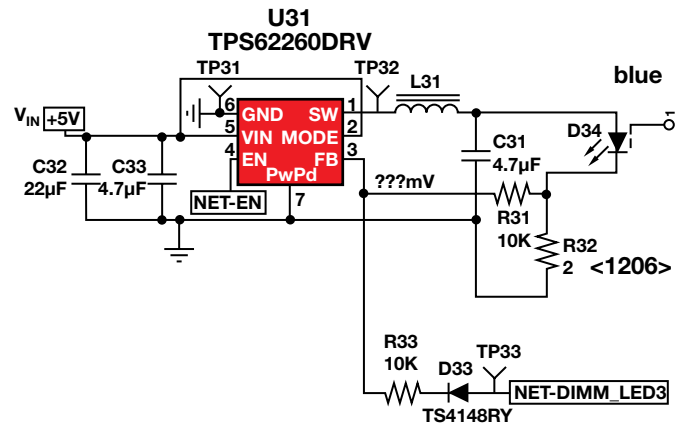 U31
TPS62260DRV
TP31
TP32
L31
blue
VIN +5V
6 GND SW 1
5 VIN MODE 2
4 EN FB 3
PwPd
7
NET-EN
C32
22µF
C33
4.7µF
C31
4.7µF
D34
1
???mV
R31
10K
R32
2
<1206>
R33
10K
D33
TS4148RY
TP33
NET-DIMM_LED3